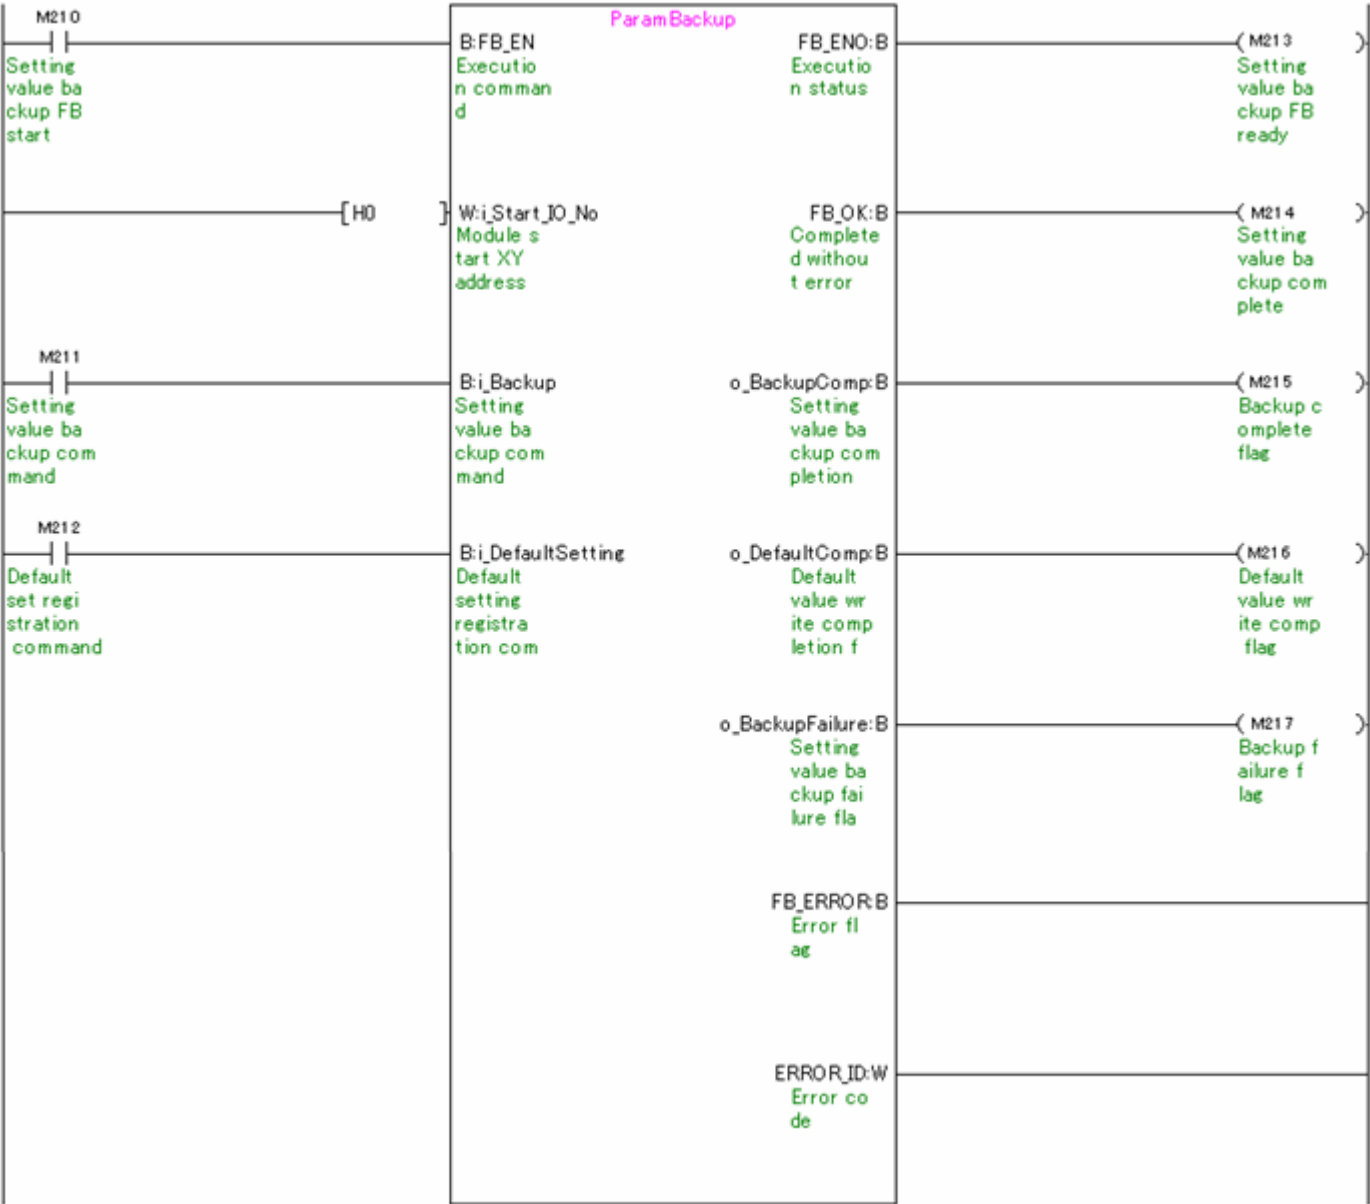 M210
ParamBackup
B:FB_EN
FB_ENO:B
M213
Setting
value ba
ckup FB
start
Executio
n comman
d
Executio
n status
Setting
value ba
ckup FB
ready
H0
W:i_Start_IO_No
FB_OK:B
M214
Module s
tart XY
address
Complete
d withou
t error
Setting
value ba
ckup com
plete
M211
B:i_Backup
o_BackupComp:B
M215
Setting
value ba
ckup com
mand
Setting
value ba
ckup com
mand
Setting
value ba
ckup com
pletion
Backup c
omplete
flag
M212
B:i_DefaultSetting
o_DefaultComp:B
M216
Default
set regi
stration
command
Default
setting
registra
tion com
Default
value wr
ite comp
letion f
Default
value wr
ite comp
flag
o_BackupFailure:B
M217
Setting
value ba
ckup fai
lure fla
Backup f
ailure f
lag
FB_ERROR:B
Error fl
ag
ERROR_ID:W
Error co
de